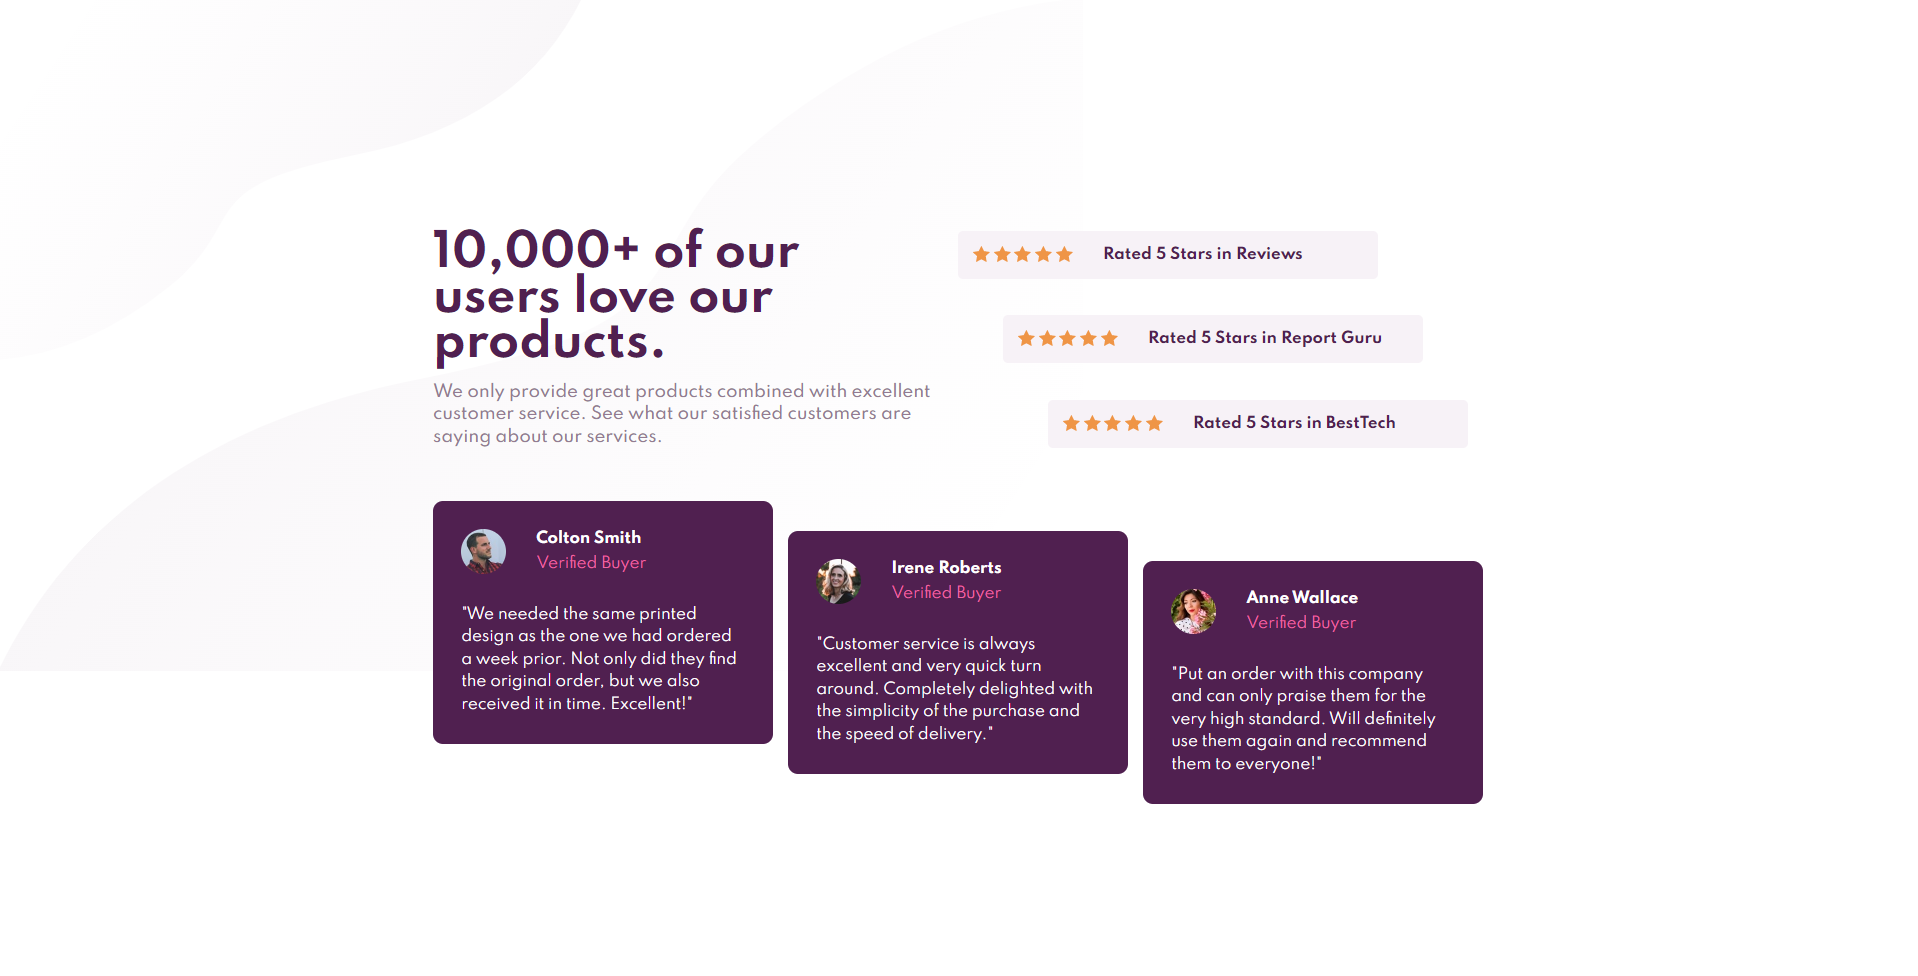 10,000+ of our
users love our
products.
We only provide great products combined with excellent
customer service. See what our satisfied customers are
saying about our services.
Rated 5 Stars in Reviews
Rated 5 Stars in Report Guru
Rated 5 Stars in BestTech
Colton Smith
Verified Buyer
"We needed the same printed
design as the one we had ordered
a week prior. Not only did they find
the original order, but we also
received it in time. Excellent!"
Irene Roberts
Verified Buyer
"Customer service is always
excellent and very quick turn
around. Completely delighted with
the simplicity of the purchase and
the speed of delivery."
Anne Wallace
Verified Buyer
"Put an order with this company
and can only praise them for the
very high standard. Will definitely
use them again and recommend
them to everyone!"